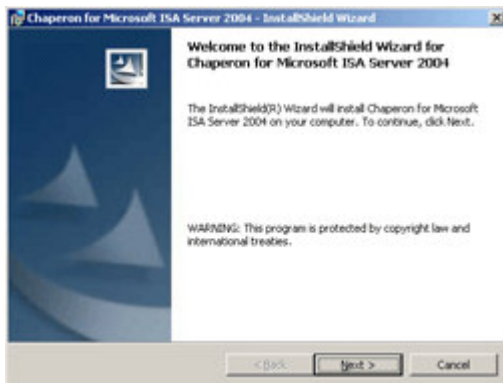 Chaperon for Microsoft ISA Server 2004 - InstallShield Wizard
Welcome to the InstallShield Wizard for
Chaperon for Microsoft ISA Server 2004
The InstallShield(R) Wizard will install Chaperon for Microsoft
ISA Server 2004 on your computer. To continue, click Next.
WARNING: This program is protected by copyright law and
international treaties.
< Back Next > Cancel